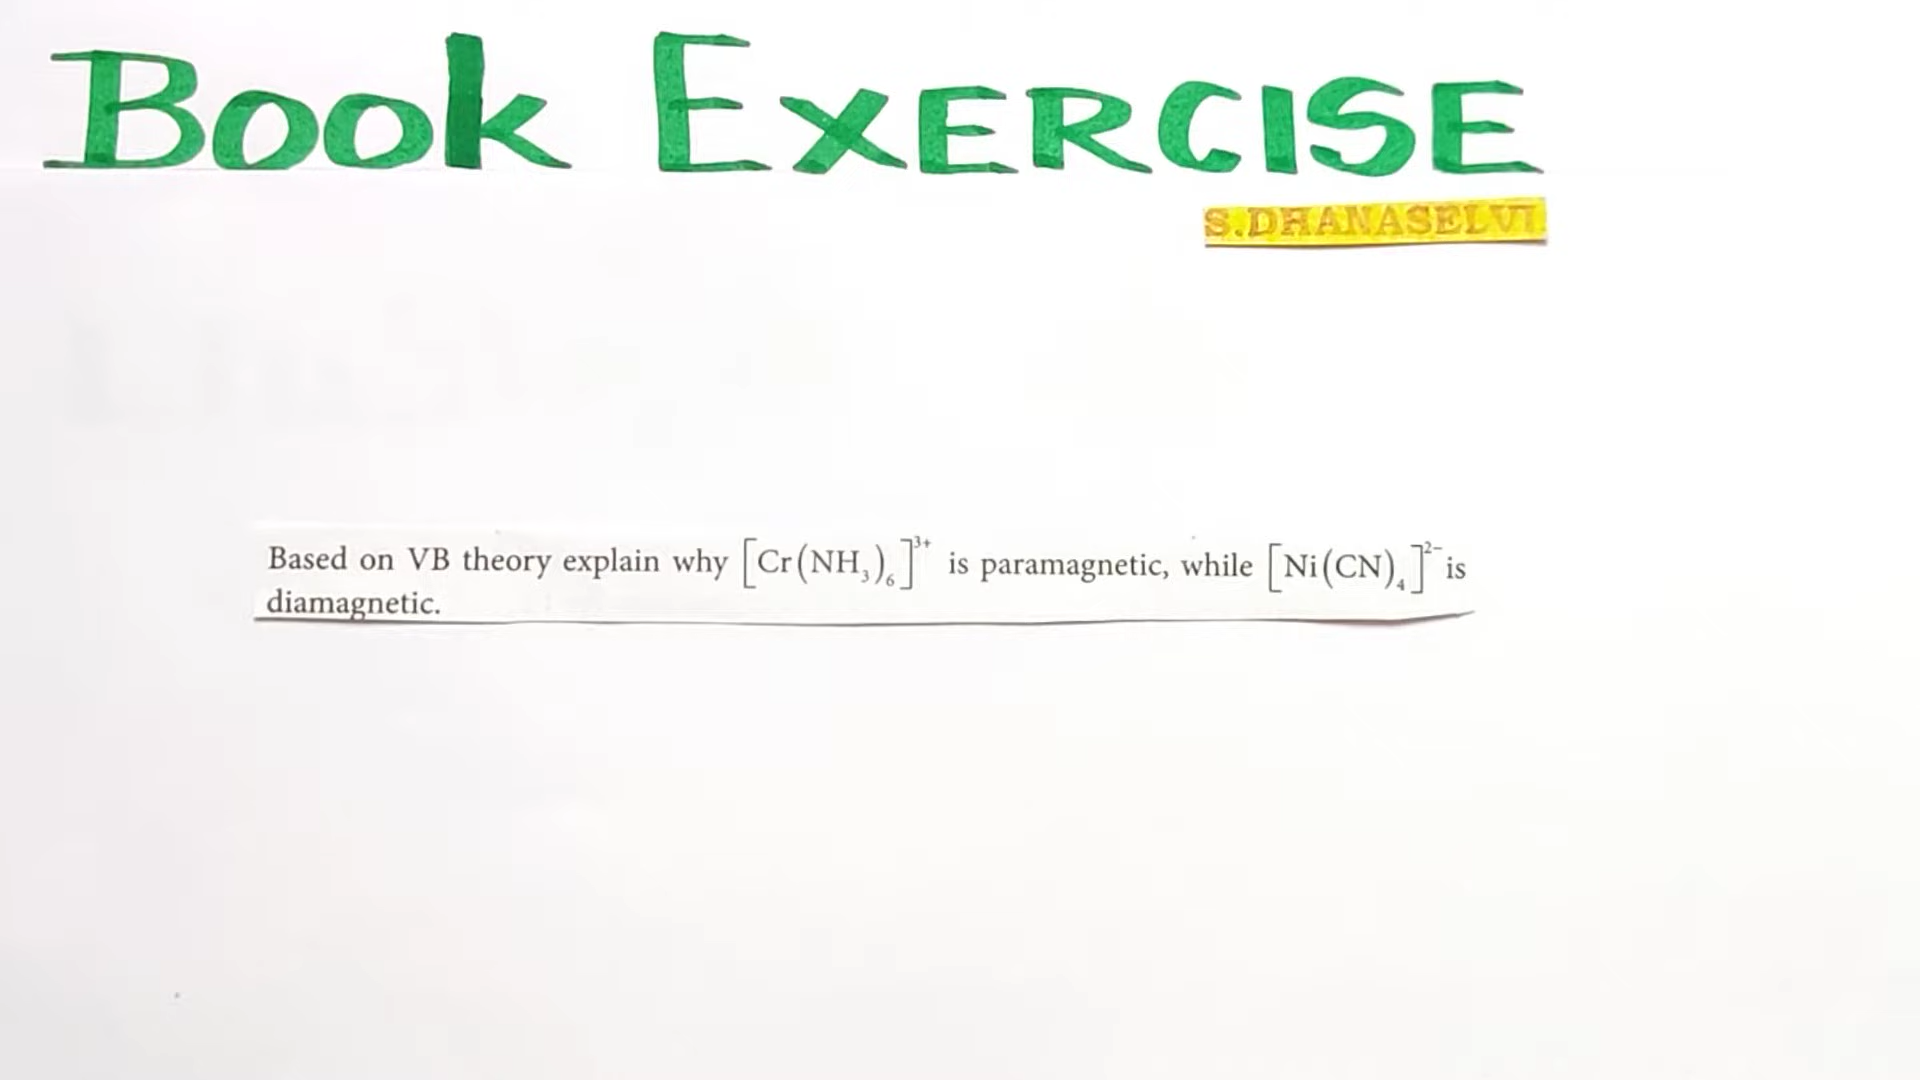 Book Exercise
S.DHANASELVI
Based on VB theory explain why [Cr(NH₃)₆]³⁺ is paramagnetic, while [Ni(CN)₄]²⁻ is
diamagnetic.